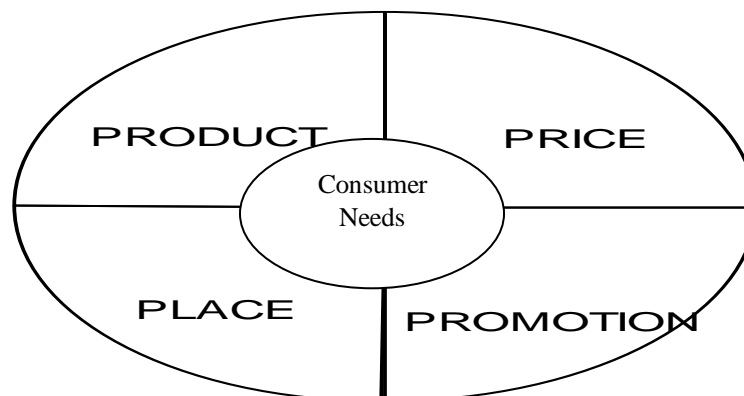 PRODUCT
PRICE
Consumer
Needs
PLACE
PROMOTION